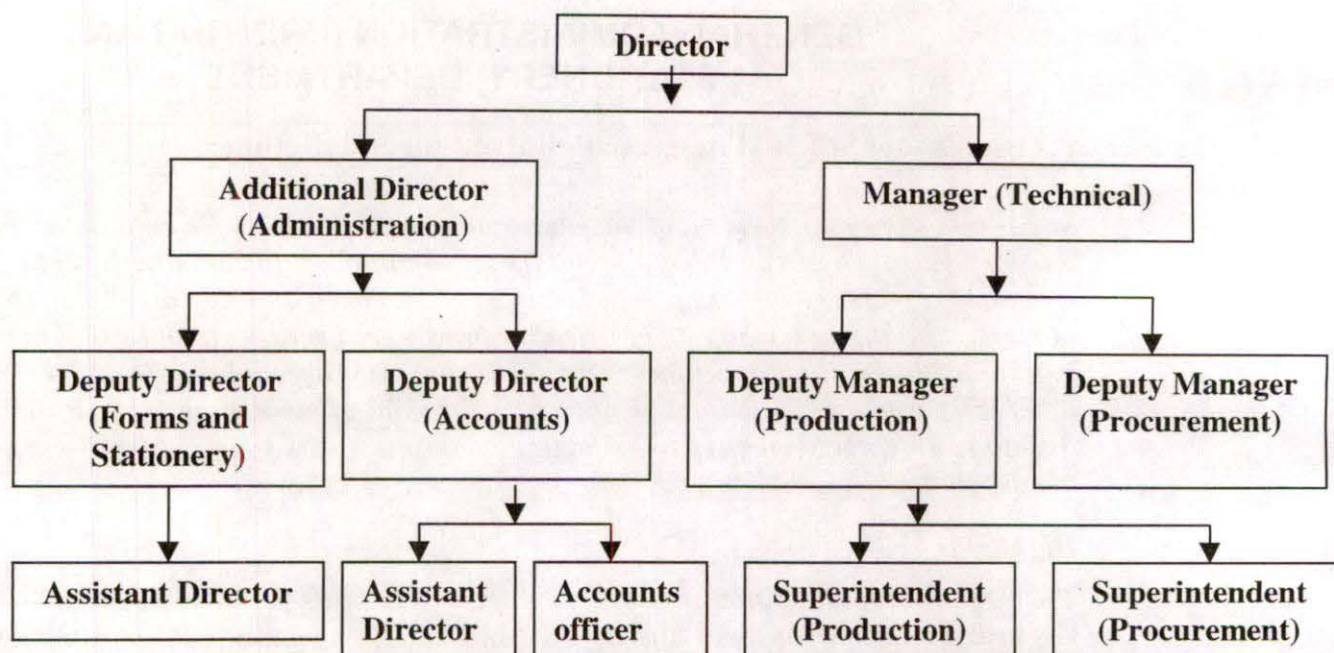 Director
Additional Director
(Administration)
Manager (Technical)
Deputy Director
(Forms and
Stationery)
Deputy Director
(Accounts)
Deputy Manager
(Production)
Deputy Manager
(Procurement)
Assistant Director
Assistant
Director
Accounts
officer
Superintendent
(Production)
Superintendent
(Procurement)